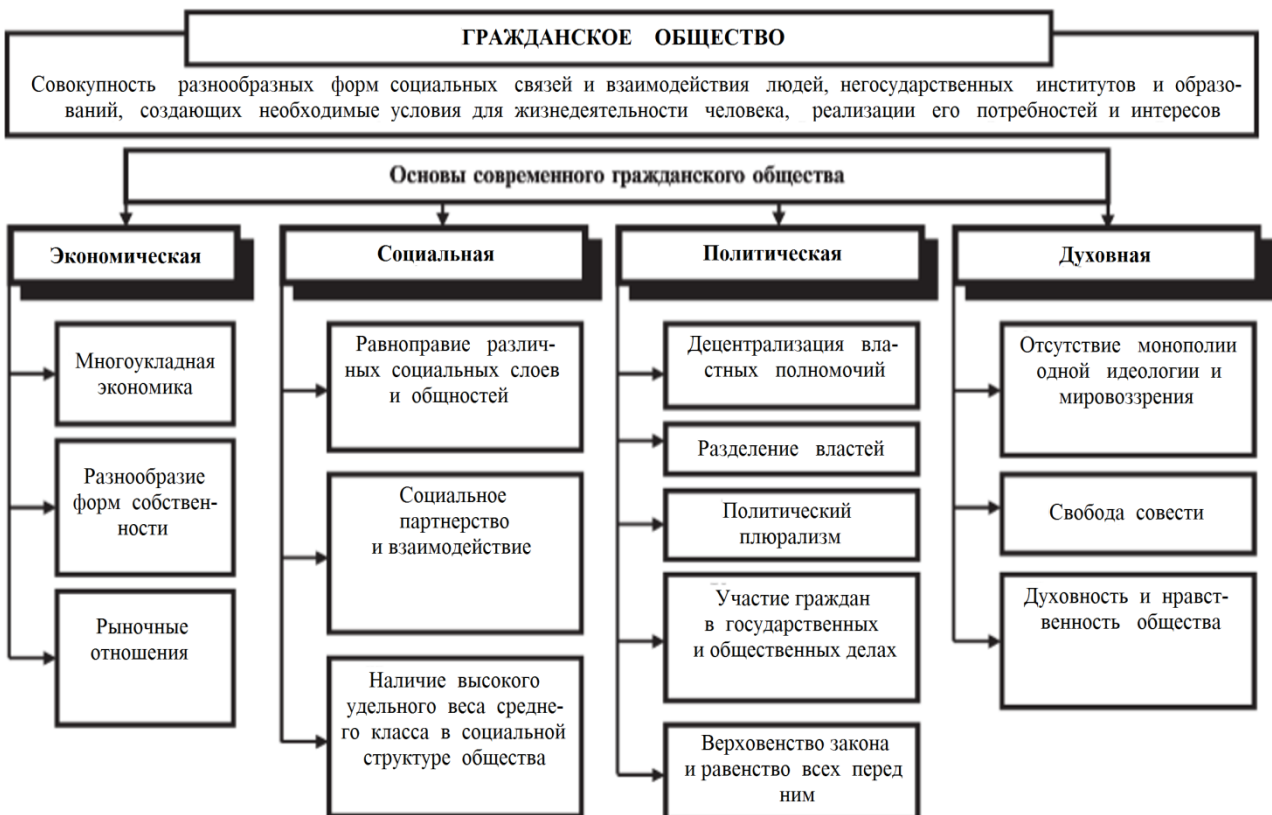 ГРАЖДАНСКОЕ ОБЩЕСТВО
Совокупность разнообразных форм социальных связей и взаимодействия людей, негосударственных институтов и образо-
ваний, создающих необходимые условия для жизнедеятельности человека, реализации его потребностей и интересов
Основы современного гражданского общества
Экономическая
Многоукладная
экономика
Разнообразие
форм собствен-
ности
Рыночные
отношения
Социальная
Равноправие различ-
ных социальных слоев
и общностей
Социальное
партнерство
и взаимодействие
Наличие высокого
удельного веса средне-
го класса в социальной
структуре общества
Политическая
Децентрализация вла-
стных полномочий
Разделение властей
Политический
плюрализм
Участие граждан
в государственных
и общественных делах
Верховенство закона
и равенство всех перед
ним
Духовная
Отсутствие монополии
одной идеологии и
мировоззрения
Свобода совести
Духовность и нравст-
венность общества